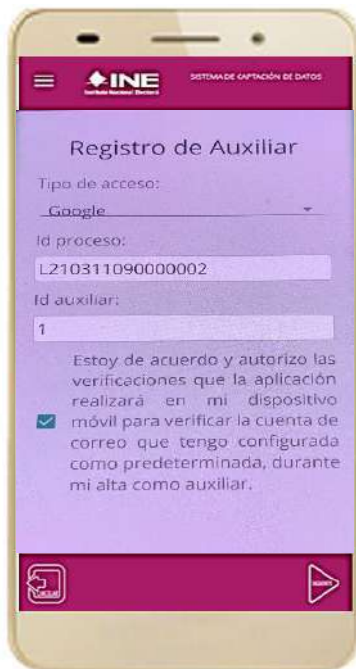 INE
Instituto Nacional Electoral
SISTEMA DE CAPTACIÓN DE DATOS
Registro de Auxiliar
Tipo de acceso:
Google
Id proceso:
L210311090000002
Id auxiliar:
1
Estoy de acuerdo y autorizo las
verificaciones que la aplicación
realizará en mi dispositivo
móvil para verificar la cuenta de
correo que tengo configurada
como predeterminada, durante
mi alta como auxiliar.
SIGUIENTE